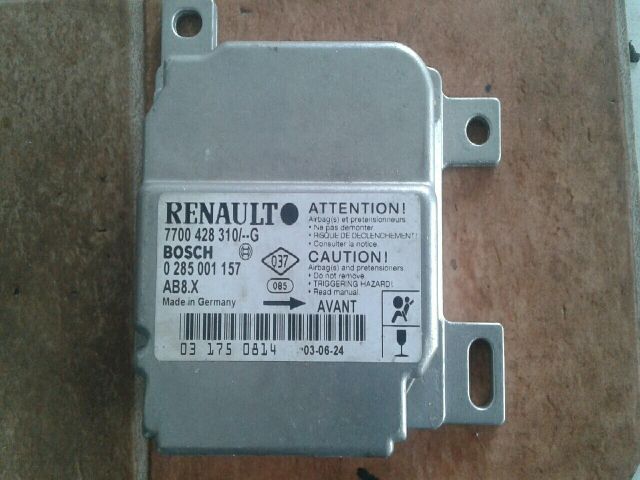 RENAULT
7700 428 310/--G
BOSCH
0 285 001 157
AB8.X
Made in Germany
037
085
AVANT
ATTENTION!
Airbag(s) et pretensionneurs
• Ne pas demonter.
• RISQUE DE DECLENCHEMENT!
• Consulter la notice.
CAUTION!
Airbag(s) and pretensioners
• Do not remove.
• TRIGGERING HAZARD!
• Read manual.
03 175 0814
03-06-24